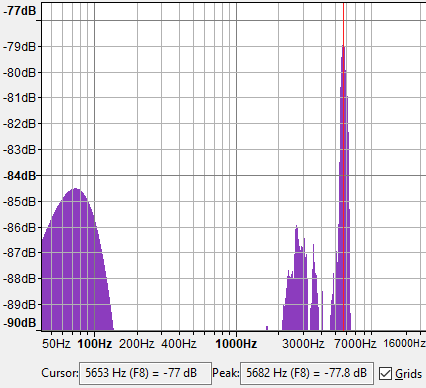 -77dB
-79dB
-80dB
-81dB
-82dB
-83dB
-84dB
-85dB
-86dB
-87dB
-88dB
-89dB
-90dB
50Hz 100Hz 200Hz 400Hz 1000Hz 3000Hz 7000Hz 16000Hz
Cursor: 5653 Hz (F8) = -77 dB Peak: 5682 Hz (F8) = -77.8 dB Grids